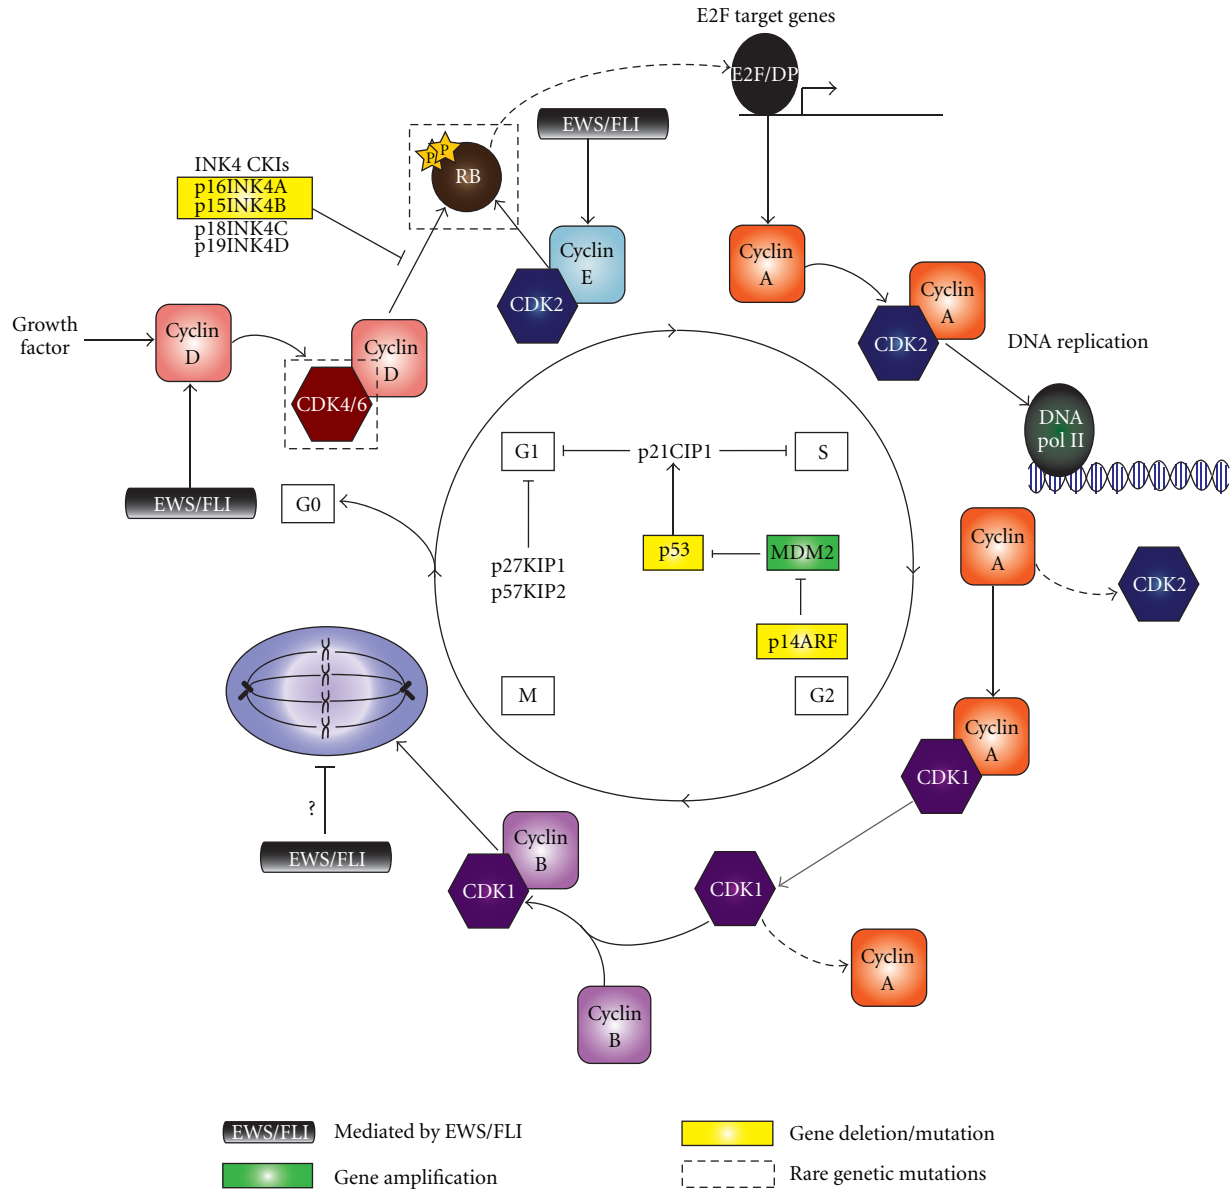 E2F target genes
E2F/DP
EWS/FLI
P
P
RB
INK4 CKIs
p16INK4A
p15INK4B
p18INK4C
p19INK4D
Cyclin
E
CDK2
Cyclin
A
Cyclin
A
CDK2
DNA replication
DNA
pol II
Growth
factor
Cyclin
D
Cyclin
D
CDK4/6
EWS/FLI
G0
G1
p21CIP1
S
p27KIP1
p57KIP2
p53
MDM2
p14ARF
M
G2
Cyclin
A
CDK2
Cyclin
A
CDK1
?
EWS/FLI
Cyclin
B
CDK1
CDK1
Cyclin
A
Cyclin
B
EWS/FLI
Mediated by EWS/FLI
Gene deletion/mutation
Gene amplification
Rare genetic mutations